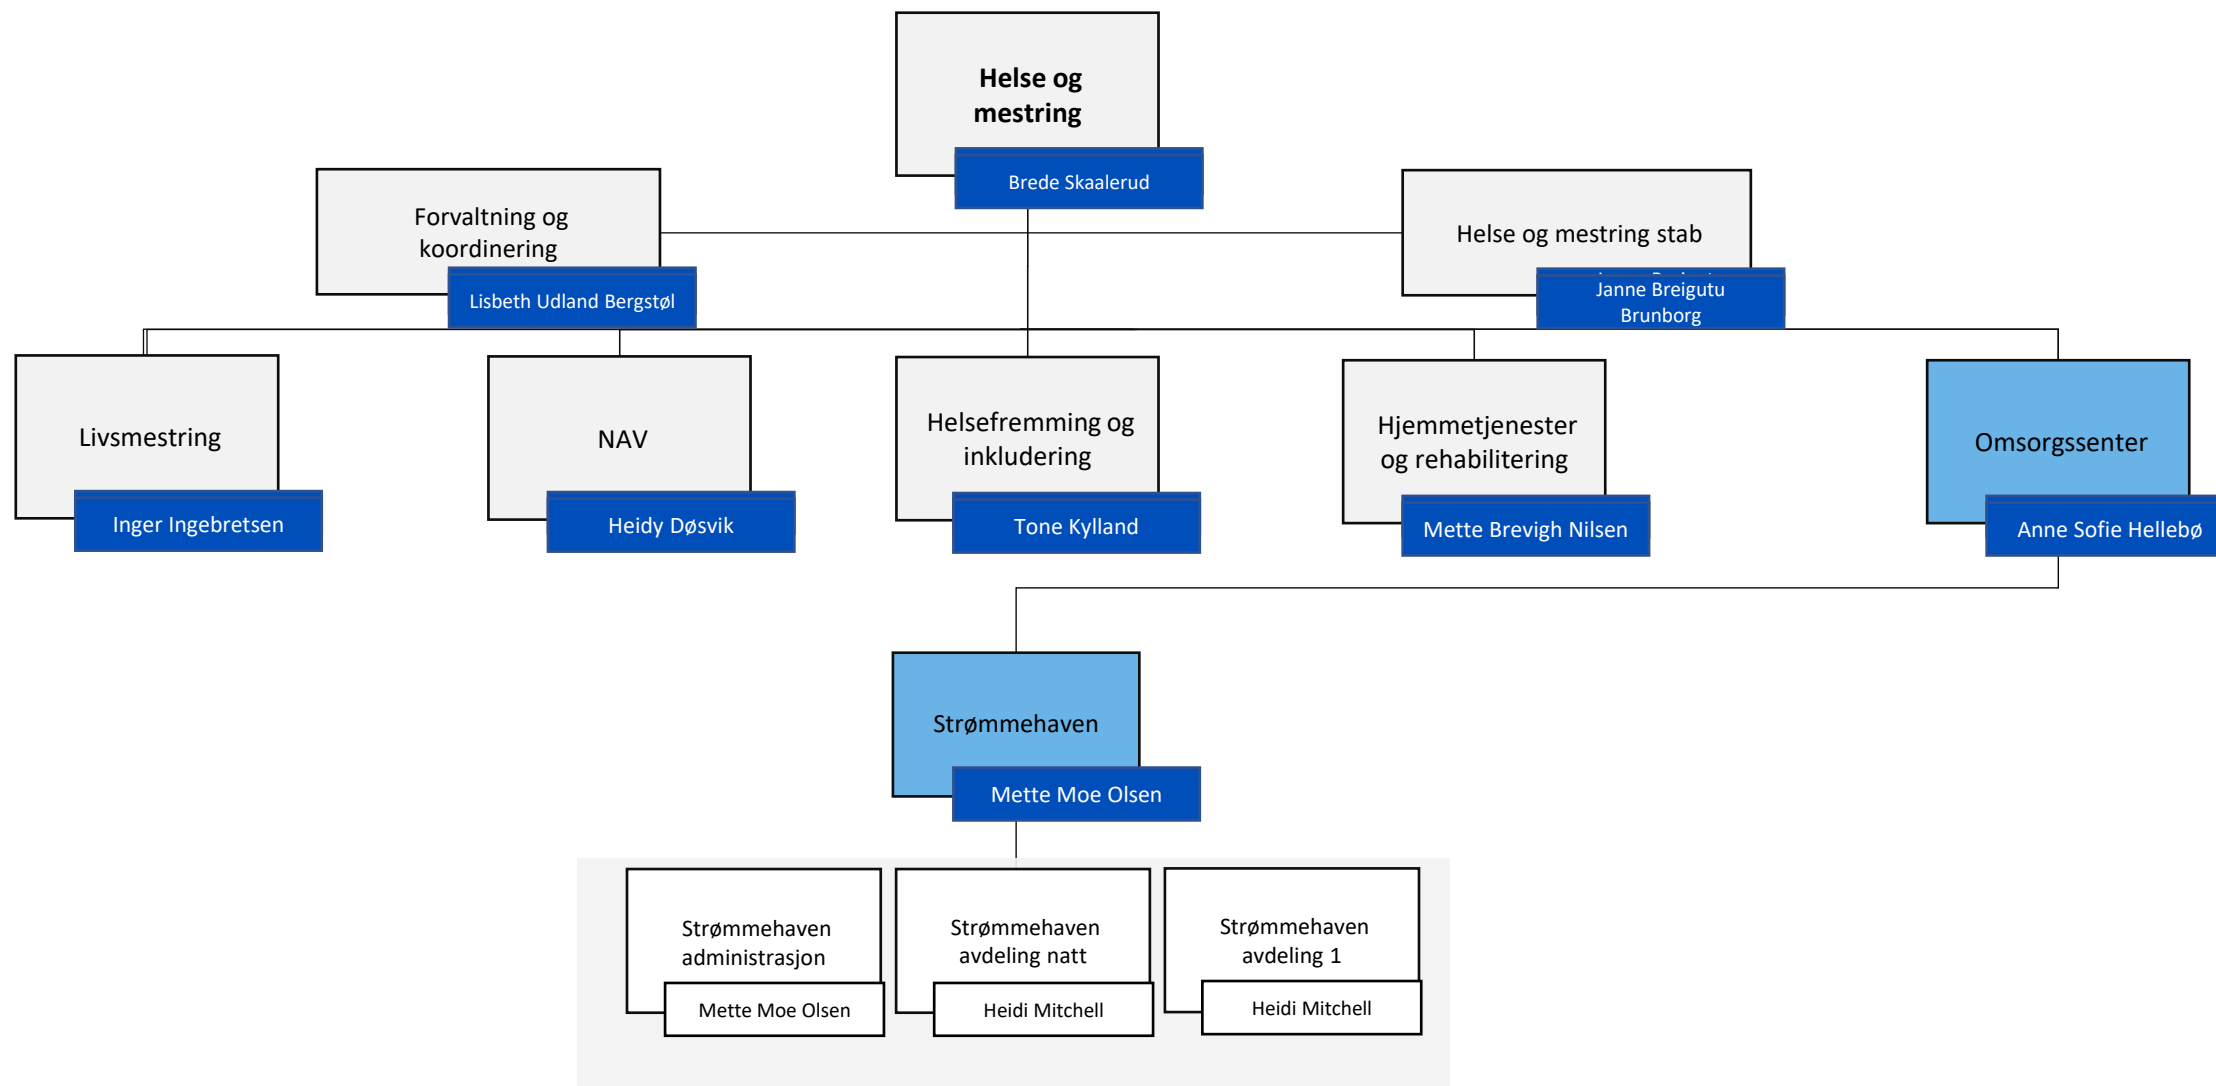 Helse og
mestring
Brede Skaalerud
Forvaltning og
koordinering
Lisbeth Udland Bergstøl
Helse og mestring stab
Janne Breigutu
Brunborg
Livsmestring
Inger Ingebretsen
NAV
Heidy Døsvik
Helsefremming og
inkludering
Tone Kylland
Hjemmetjenester
og rehabilitering
Mette Brevigh Nilsen
Omsorgssenter
Anne Sofie Hellebø
Strømmehaven
Mette Moe Olsen
Strømmehaven
administrasjon
Mette Moe Olsen
Strømmehaven
avdeling natt
Heidi Mitchell
Strømmehaven
avdeling 1
Heidi Mitchell